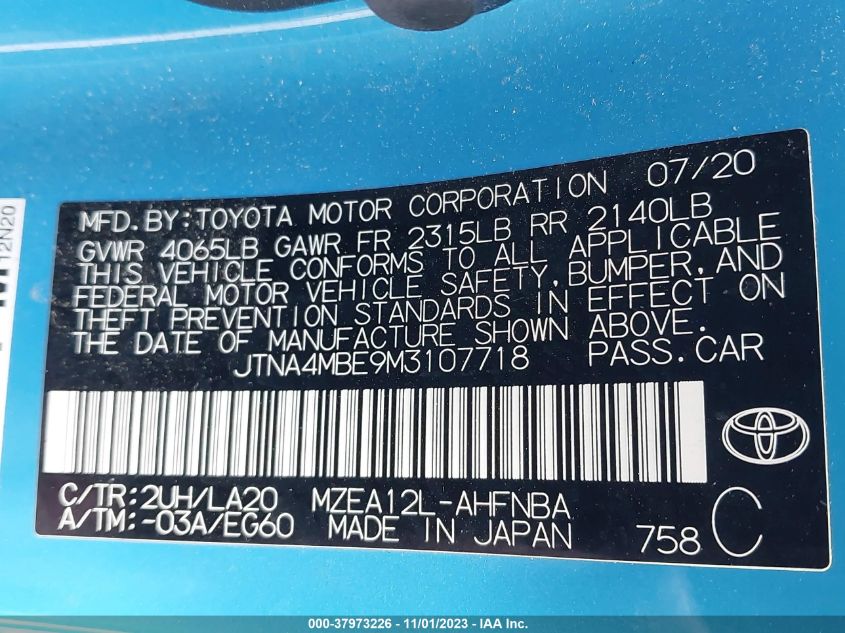 12N20
07/20
MFD. BY: TOYOTA MOTOR CORPORATION
GVWR 4065LB GAWR FR 2315LB RR 2140LB
THIS VEHICLE CONFORMS TO ALL APPLICABLE
FEDERAL MOTOR VEHICLE SAFETY, BUMPER, AND
THEFT PREVENTION STANDARDS IN EFFECT ON
THE DATE OF MANUFACTURE SHOWN ABOVE.
JTNA4MBE9M3107718 PASS. CAR
C/TR: 2UH/LA20 MZEA12L-AHFNBA
A/TM: -03A/EG60 MADE IN JAPAN 758 C
000-37973226 - 11/01/2023 - IAA Inc.